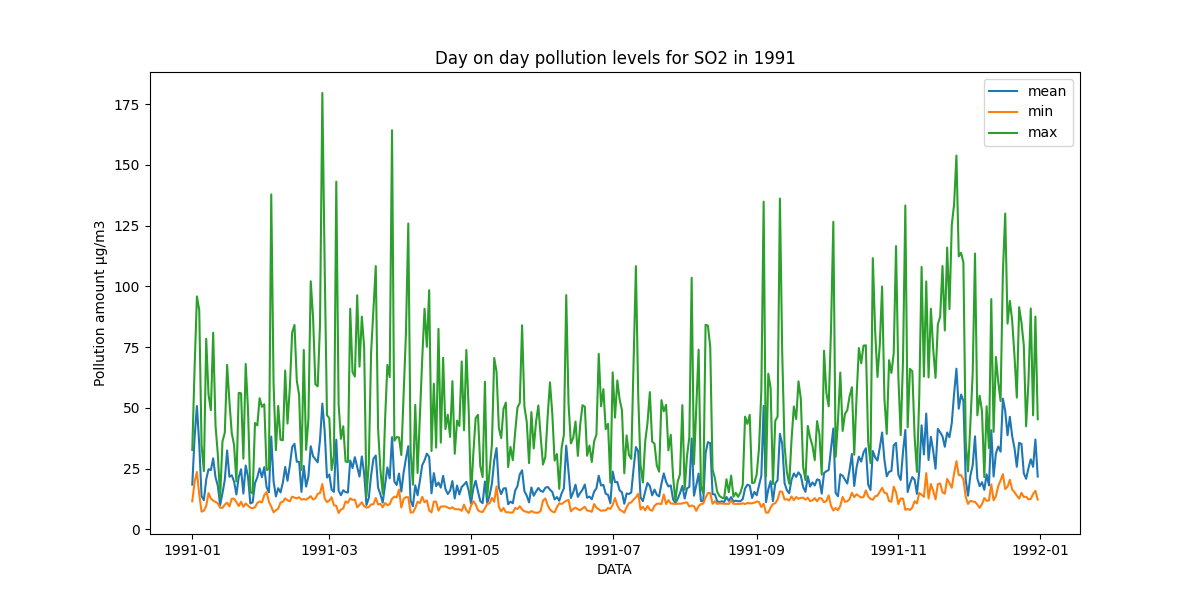 Day on day pollution levels for SO2 in 1991
mean
min
max
175
150
125
100
75
50
25
0
Pollution amount µg/m3
1991-01
1991-03
1991-05
1991-07
1991-09
1991-11
1992-01
DATA